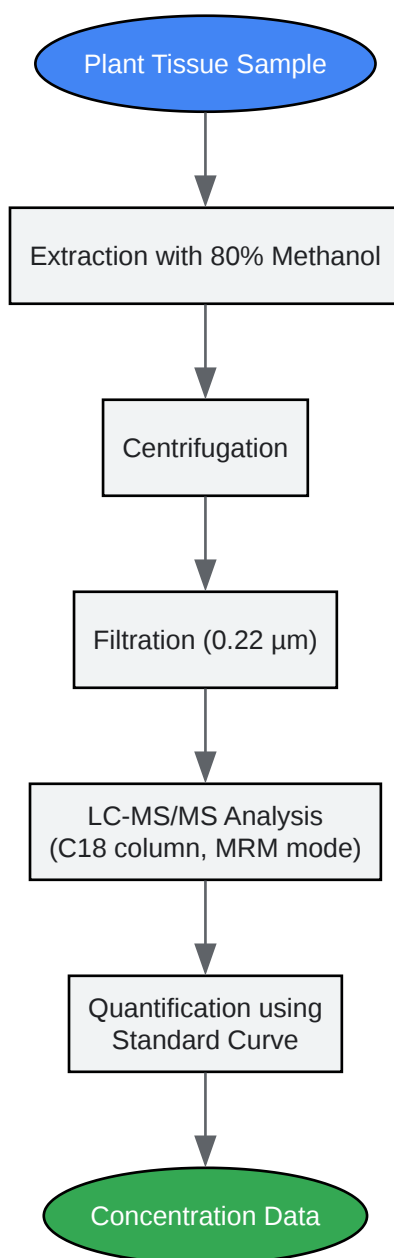 Plant Tissue Sample
Extraction with 80% Methanol
Centrifugation
Filtration (0.22 µm)
LC-MS/MS Analysis
(C18 column, MRM mode)
Quantification using
Standard Curve
Concentration Data